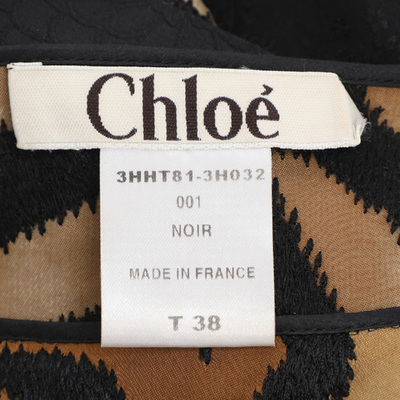 Chloé
3HHT81-3H032
001
NOIR
MADE IN FRANCE
T 38